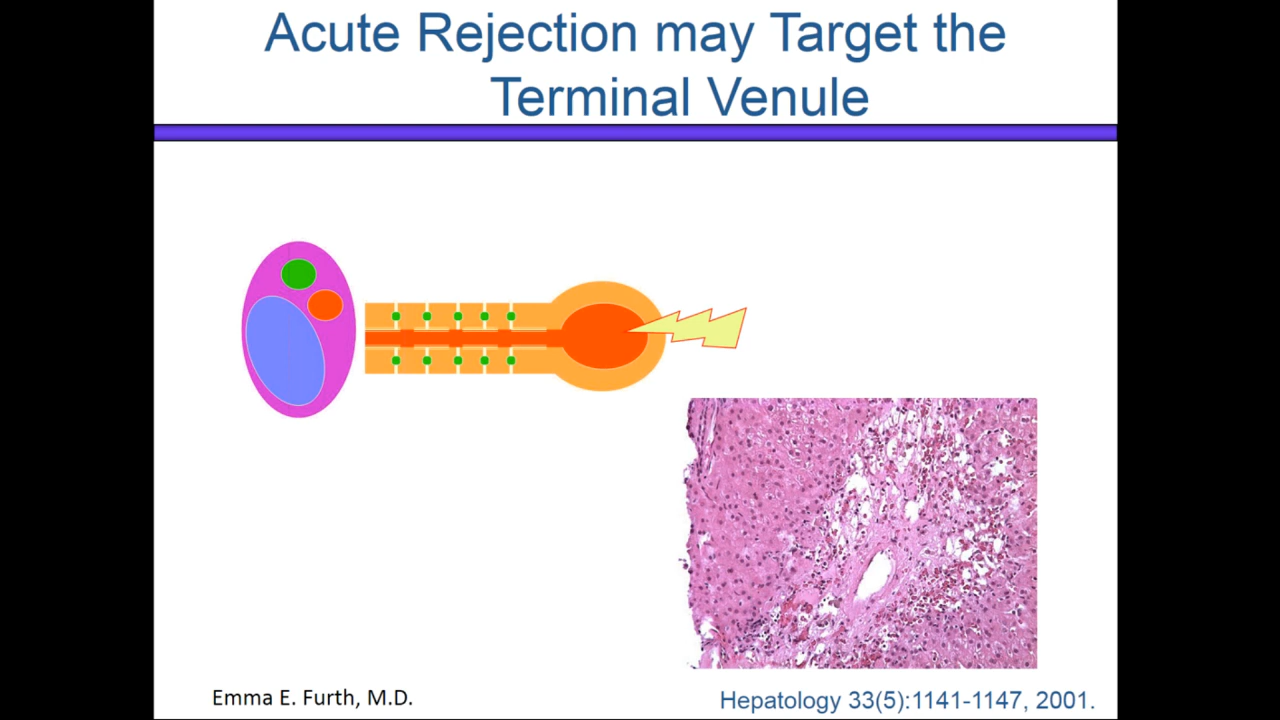 Acute Rejection may Target the
Terminal Venule
Emma E. Furth, M.D.
Hepatology 33(5):1141-1147, 2001.